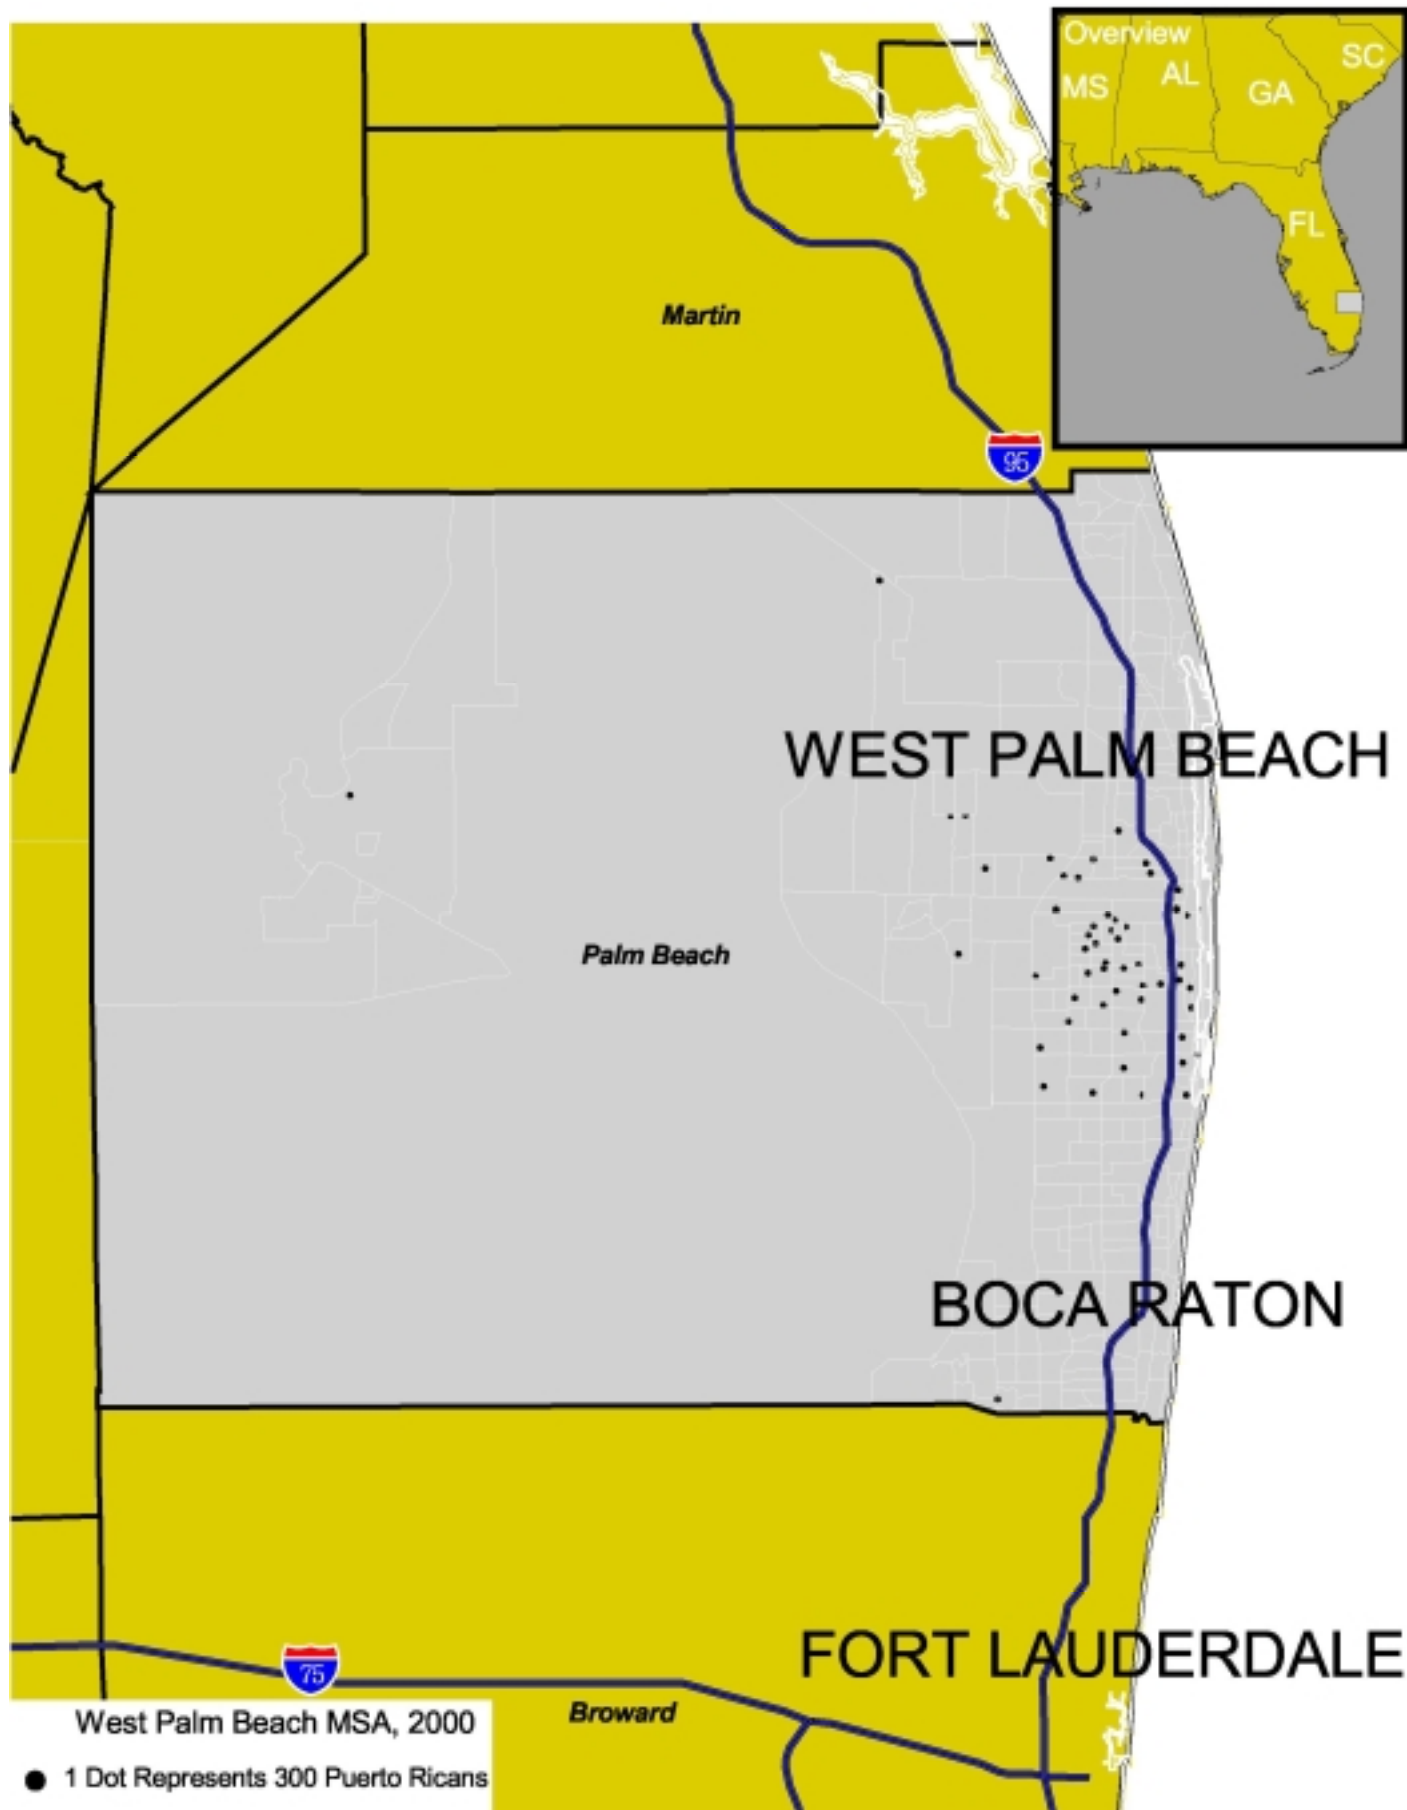 Overview
SC
MS
AL
GA
FL
Martin
95
WEST PALM BEACH
Palm Beach
BOCA RATON
FORT LAUDERDALE
75
Broward
West Palm Beach MSA, 2000
1 Dot Represents 300 Puerto Ricans